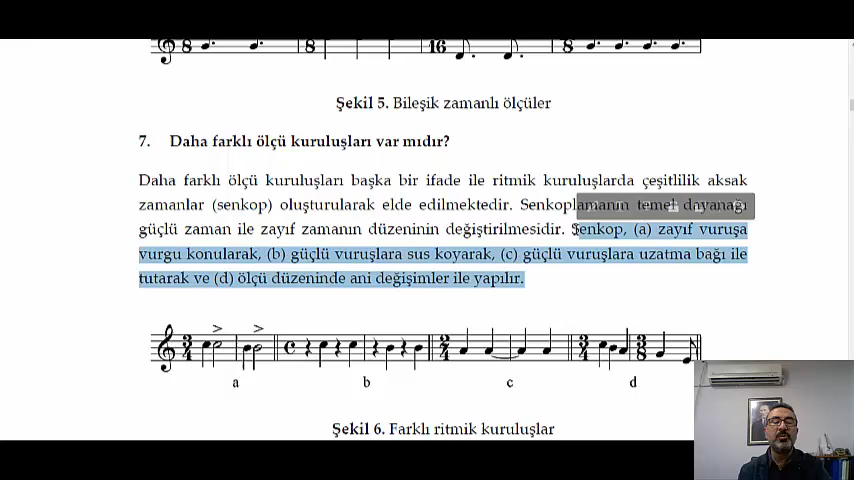 Şekil 5. Bileşik zamanlı ölçüler
7. Daha farklı ölçü kuruluşları var mıdır?
Daha farklı ölçü kuruluşları başka bir ifade ile ritmik kuruluşlarda çeşitlilik aksak
zamanlar (senkop) oluşturularak elde edilmektedir. Senkoplamanın temel dayanağı
güçlü zaman ile zayıf zamanın düzeninin değiştirilmesidir. Senkop, (a) zayıf vuruşa
vurgu konularak, (b) güçlü vuruşlara sus koyarak, (c) güçlü vuruşlara uzatma bağı ile
tutarak ve (d) ölçü düzeninde ani değişimler ile yapılır.
a b c d
Şekil 6. Farklı ritmik kuruluşlar